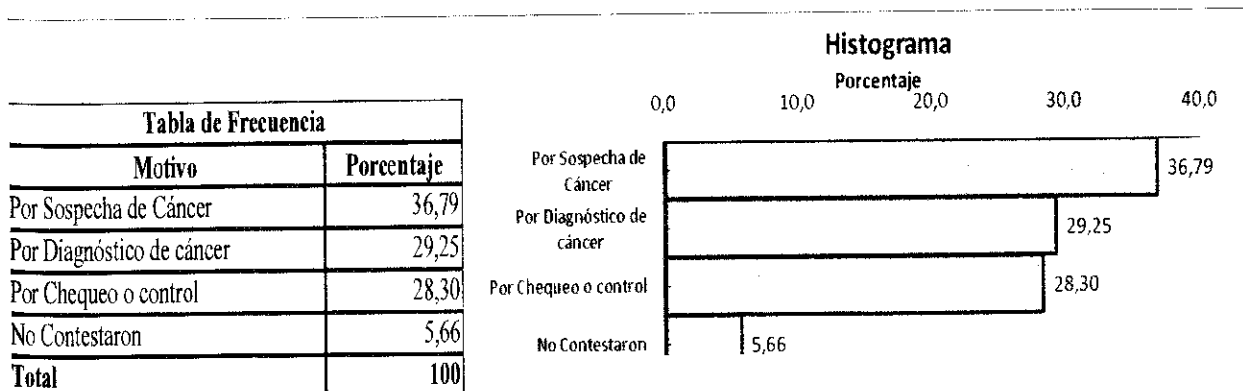 Tabla de Frecuencia
Motivo Porcentaje
Por Sospecha de Cáncer 36,79
Por Diagnóstico de cáncer 29,25
Por Chequeo o control 28,30
No Contestaron 5,66
Total 100
Histograma
Porcentaje
0,0 10,0 20,0 30,0 40,0
Por Sospecha de
Cáncer
36,79
Por Diagnóstico de
cáncer
29,25
Por Chequeo o control 28,30
No Contestaron 5,66